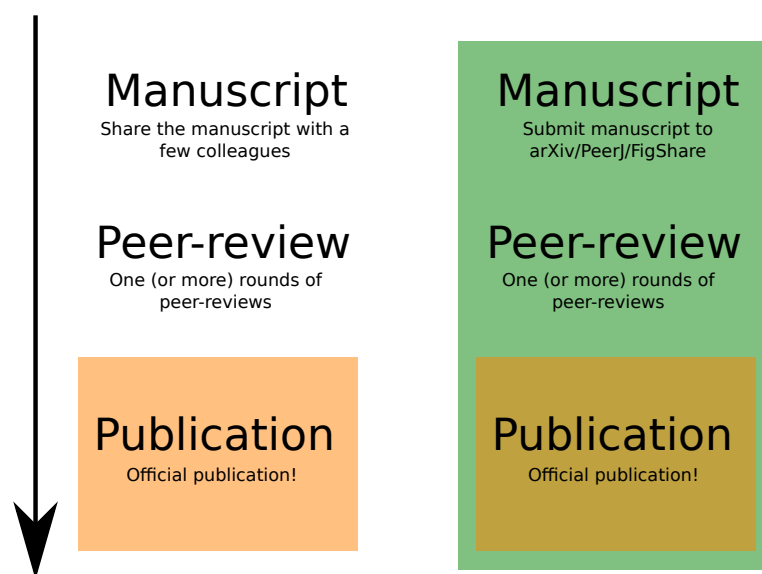 Manuscript
Share the manuscript with a
few colleagues
Peer-review
One (or more) rounds of
peer-reviews
Publication
Official publication!
Manuscript
Submit manuscript to
arXiv/PeerJ/FigShare
Peer-review
One (or more) rounds of
peer-reviews
Publication
Official publication!